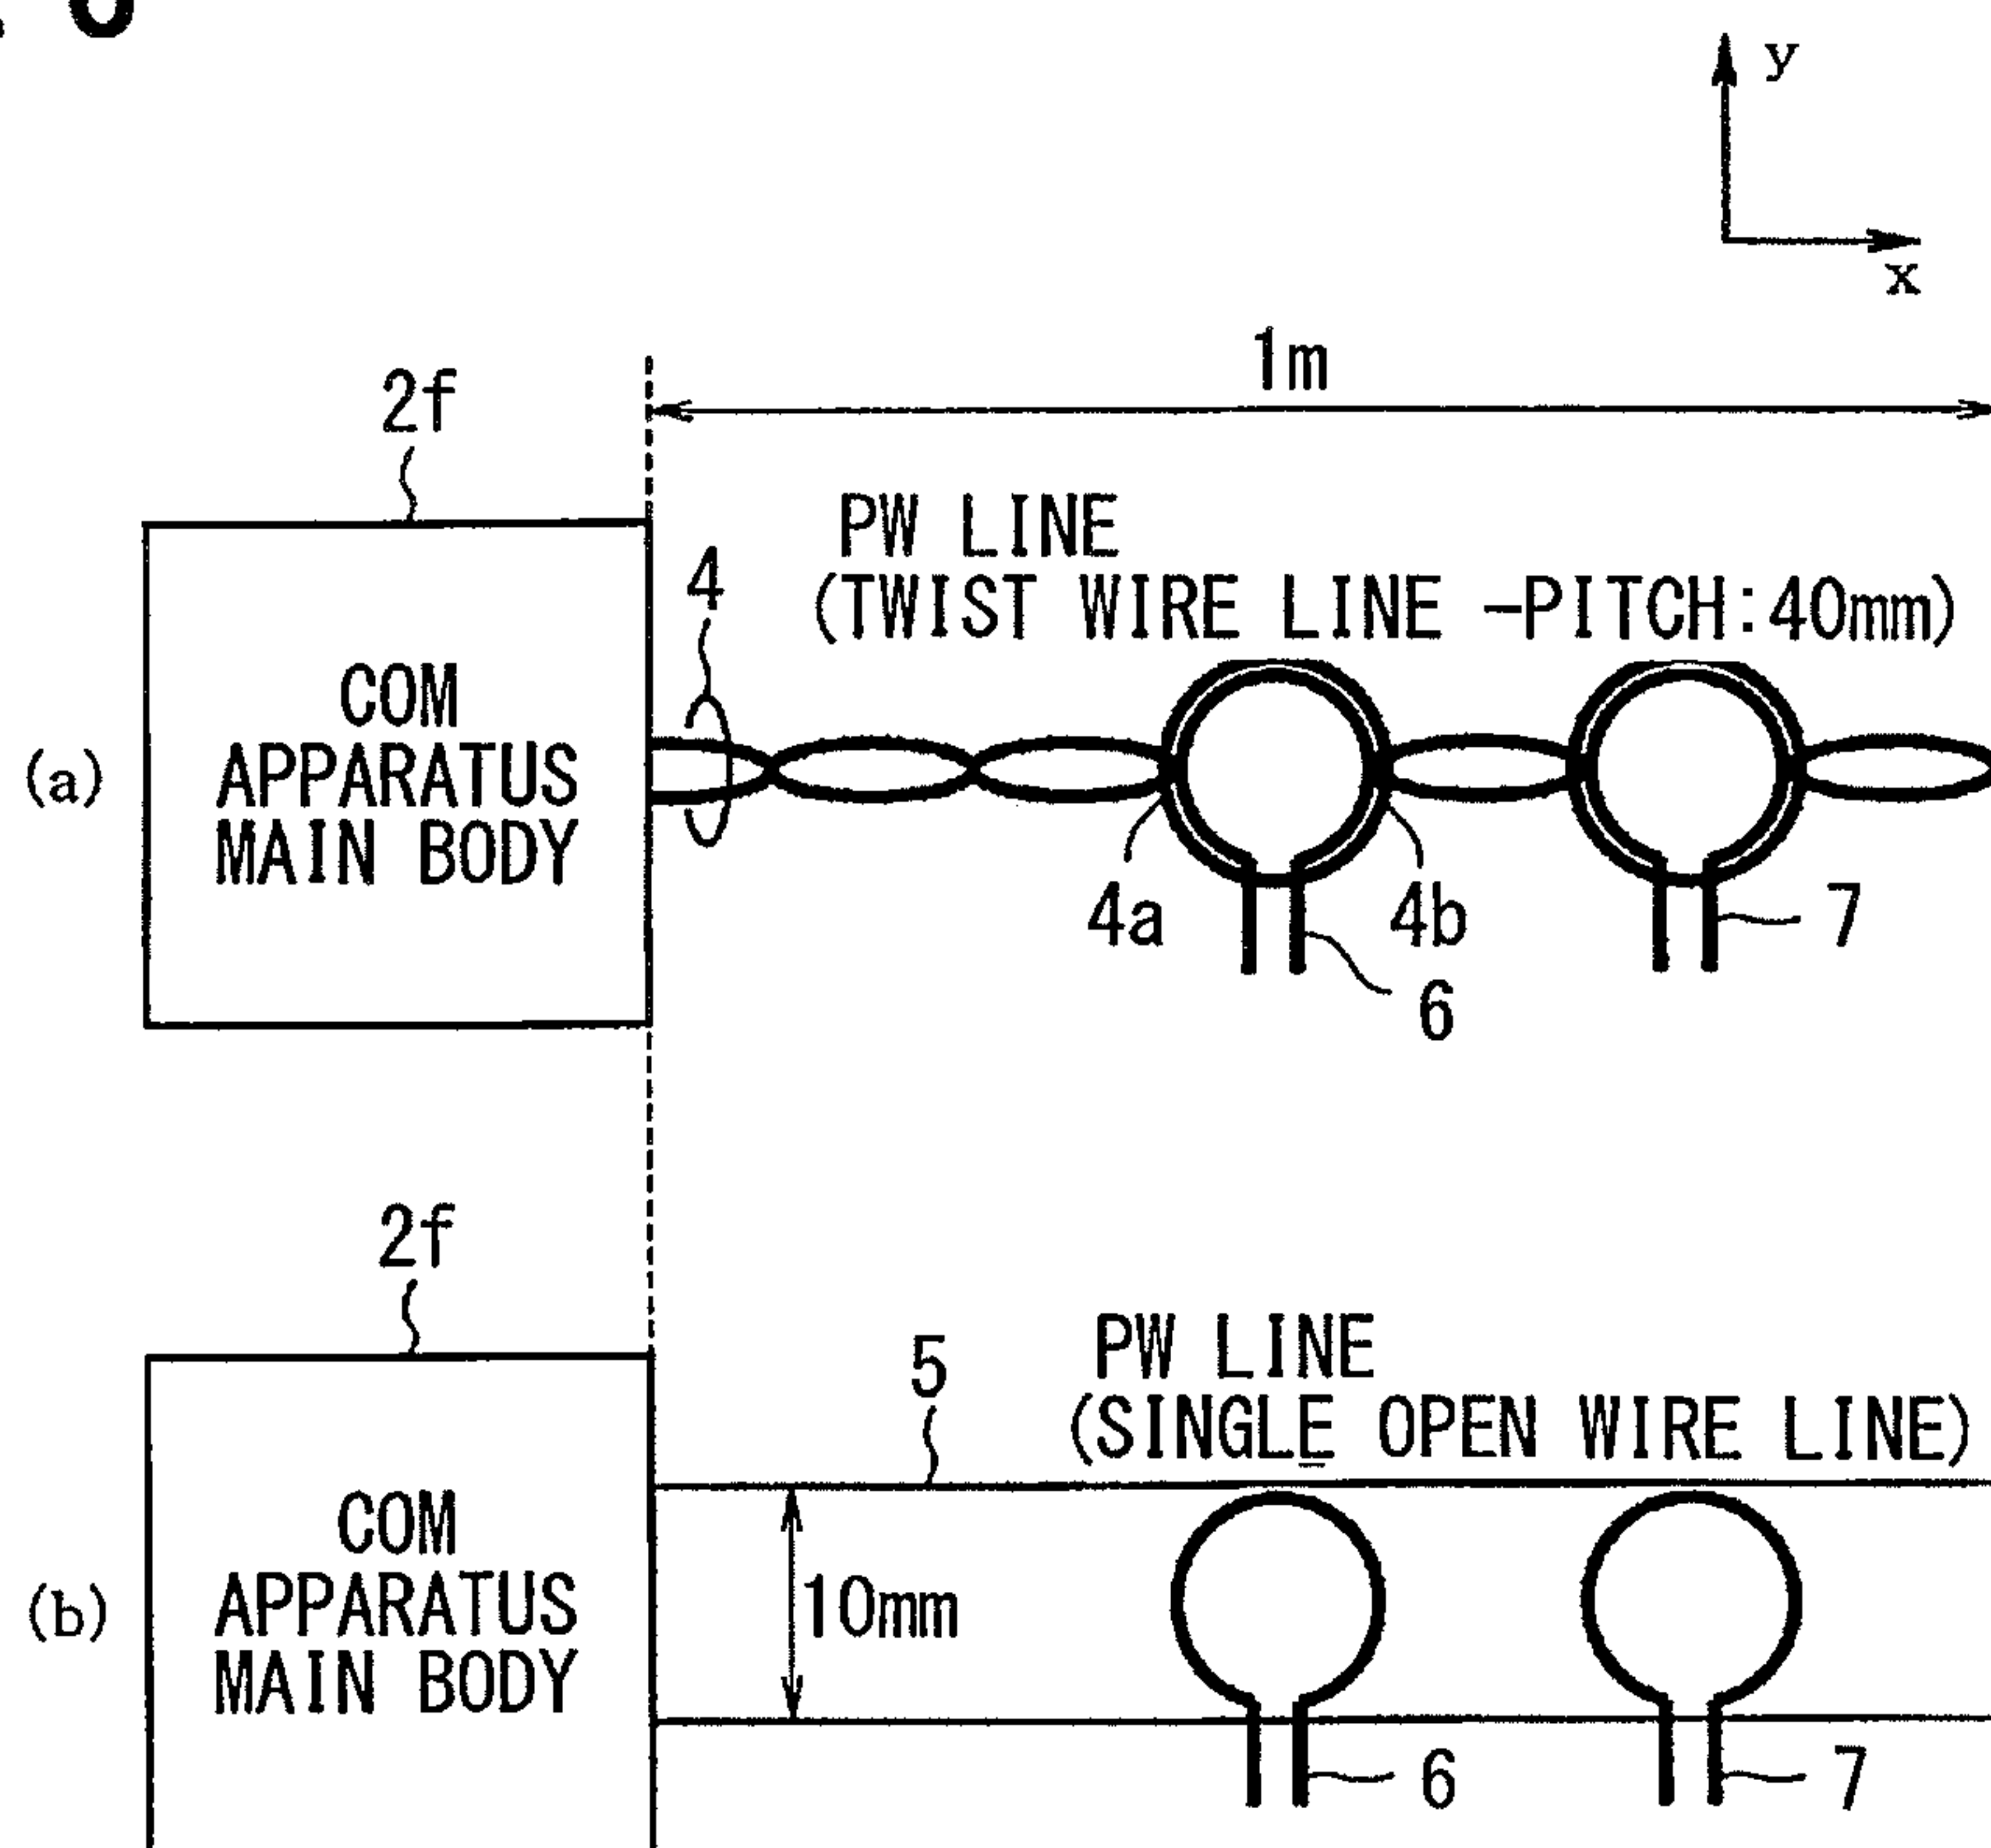 y
x
1m
2f
PW LINE
(TWIST WIRE LINE -PITCH:40mm)
4
COM
APPARATUS
MAIN BODY
(a)
4a
4b
7
6
2f
5
PW LINE
(SINGLE OPEN WIRE LINE)
COM
APPARATUS
MAIN BODY
(b)
10mm
6
7